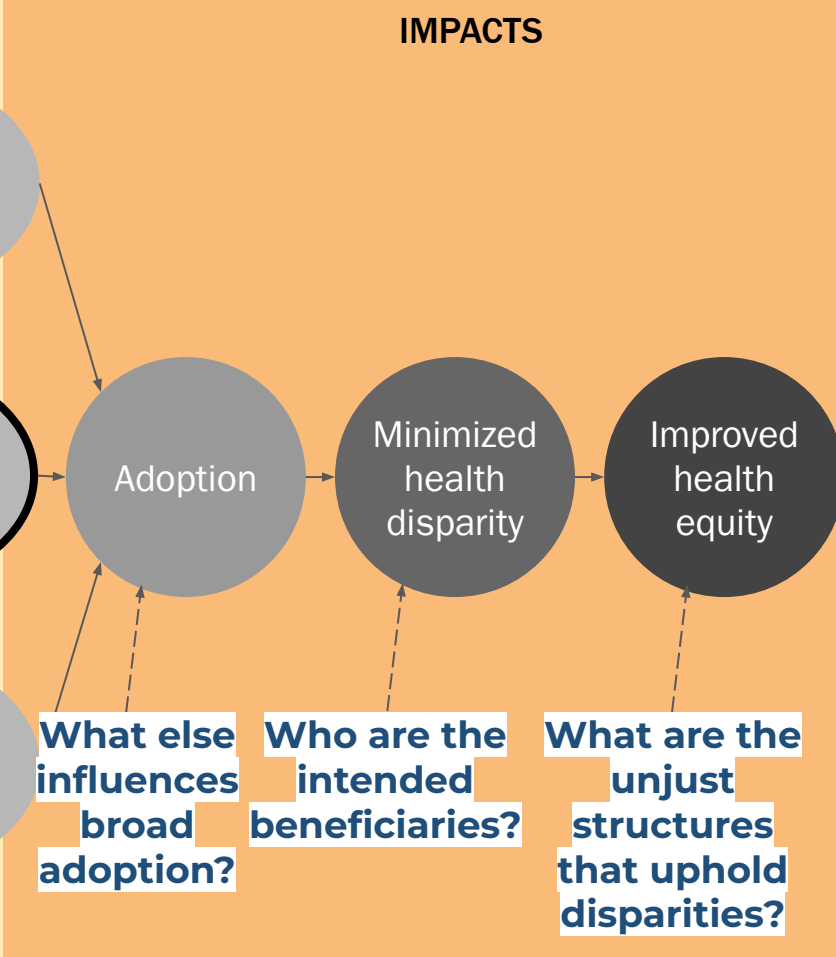 IMPACTS
Adoption
Minimized
health
disparity
Improved
health
equity
What else
influences
broad
adoption?
Who are the
intended
beneficiaries?
What are the
unjust
structures
that uphold
disparities?